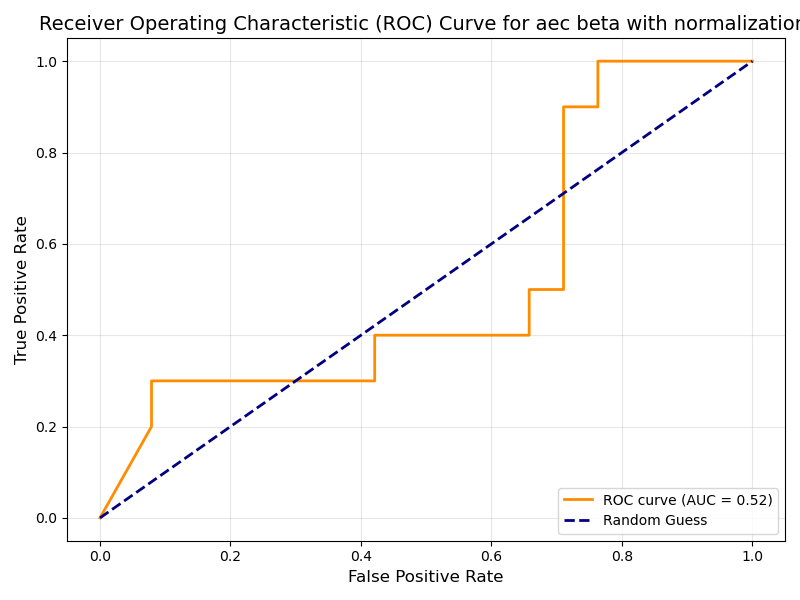 Receiver Operating Characteristic (ROC) Curve for aec beta with normalization
1.0
0.8
0.6
0.4
0.2
0.0
True Positive Rate
0.0 0.2 0.4 0.6 0.8 1.0
False Positive Rate
ROC curve (AUC = 0.52)
Random Guess